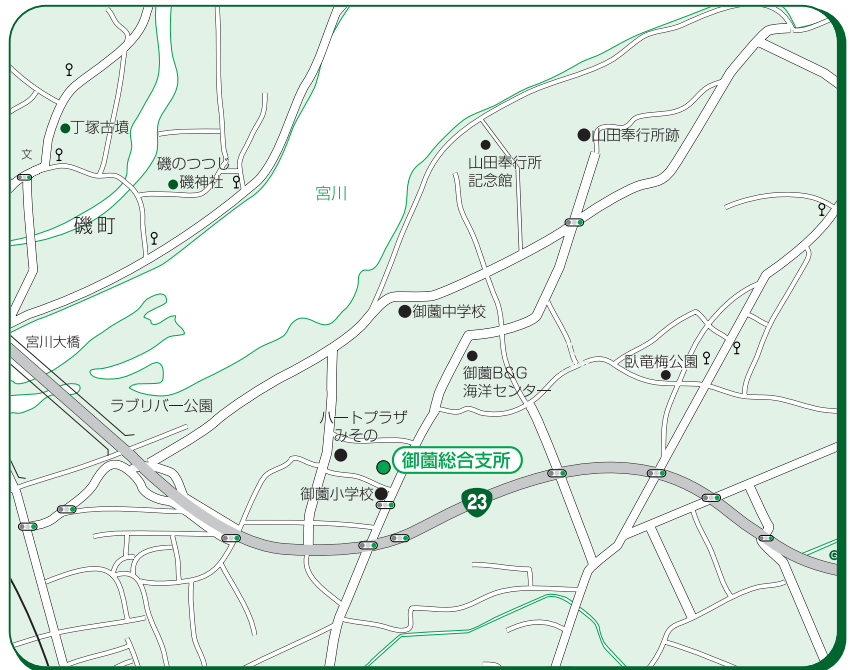 丁塚古墳
文
磯のつつじ
磯神社
磯町
宮川
山田奉行所跡
山田奉行所
記念館
御薗中学校
宮川大橋
御薗B&G
海洋センター
臥竜梅公園
ラブリバー公園
ハートプラザ
みその
御薗総合支所
御薗小学校
23